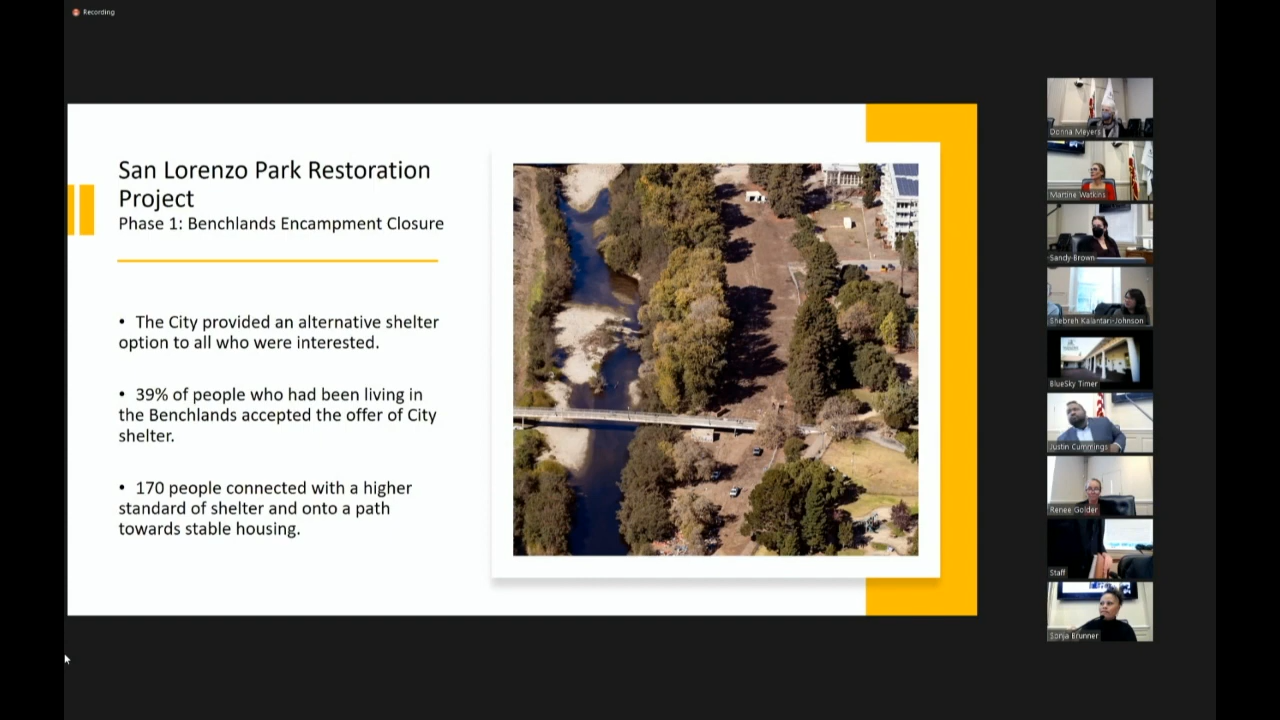 Recording
San Lorenzo Park Restoration
Project
Phase 1: Benchlands Encampment Closure
• The City provided an alternative shelter
option to all who were interested.
• 39% of people who had been living in
the Benchlands accepted the offer of City
shelter.
• 170 people connected with a higher
standard of shelter and onto a path
towards stable housing.
Donna Meyers
Martine Watkins
Sandy Brown
Shebreh Kalantari-Johnson
BlueSky Timer
Justin Cummings
Renee Golder
Staff
Sonja Brunner